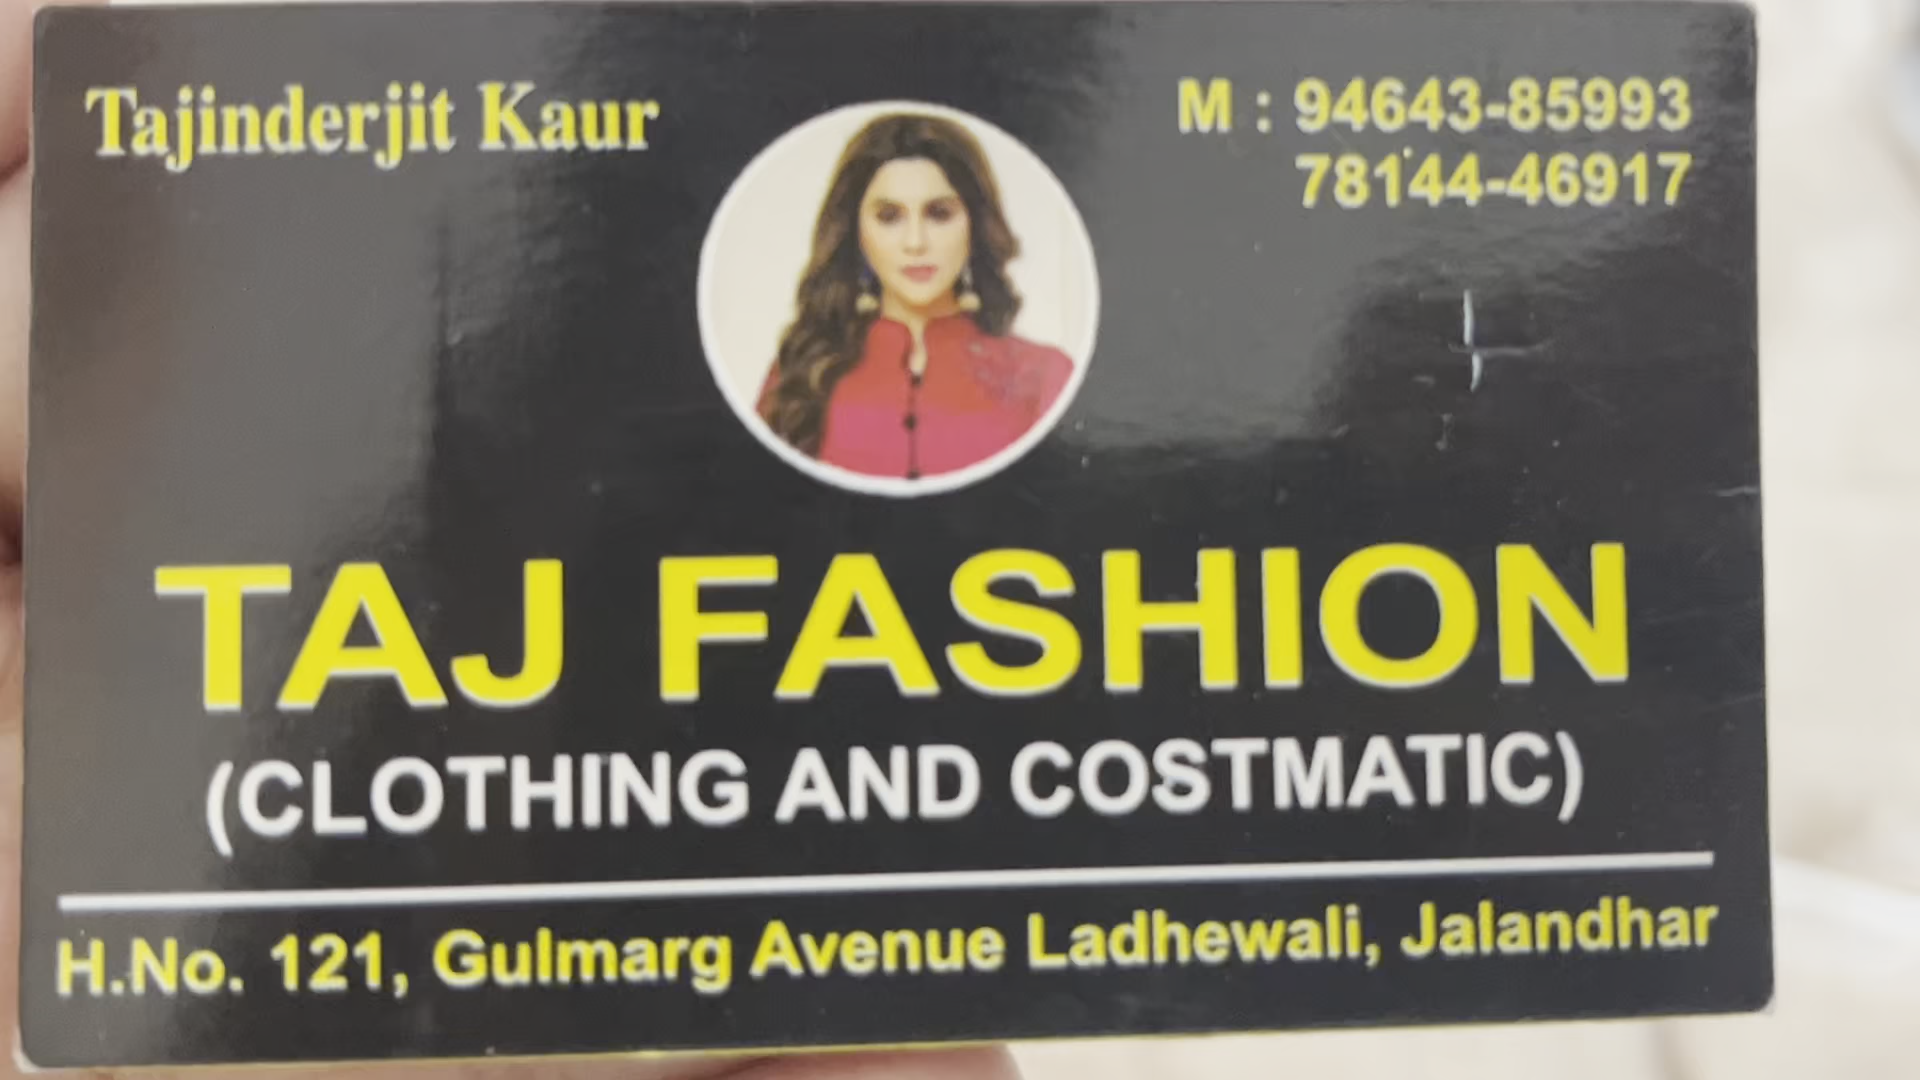 Tajinderjit Kaur
M : 94643-85993
78144-46917
TAJ FASHION
(CLOTHING AND COSTMATIC)
H.No. 121, Gulmarg Avenue Ladhewali, Jalandhar